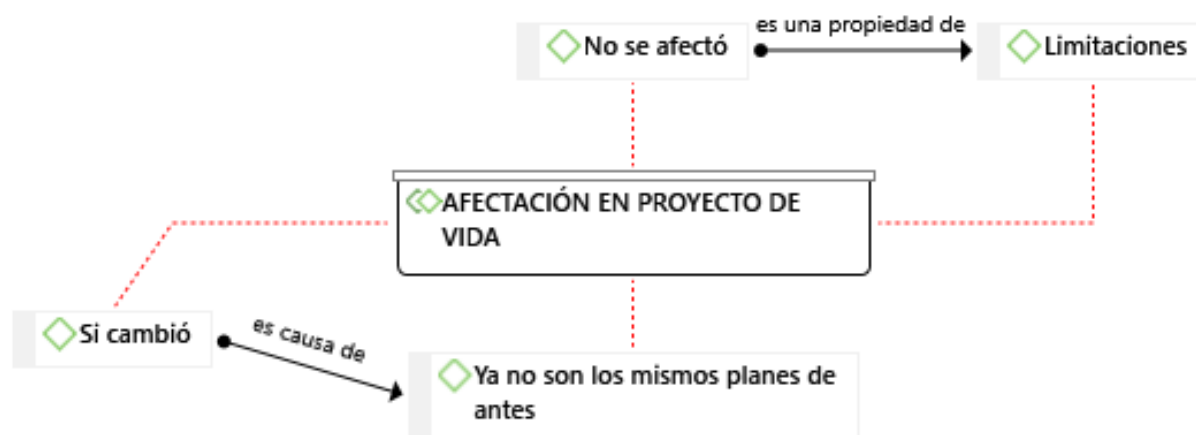 es una propiedad de
No se afectó
Limitaciones
AFECTACIÓN EN PROYECTO DE
VIDA
Si cambió
es causa de
Ya no son los mismos planes de
antes